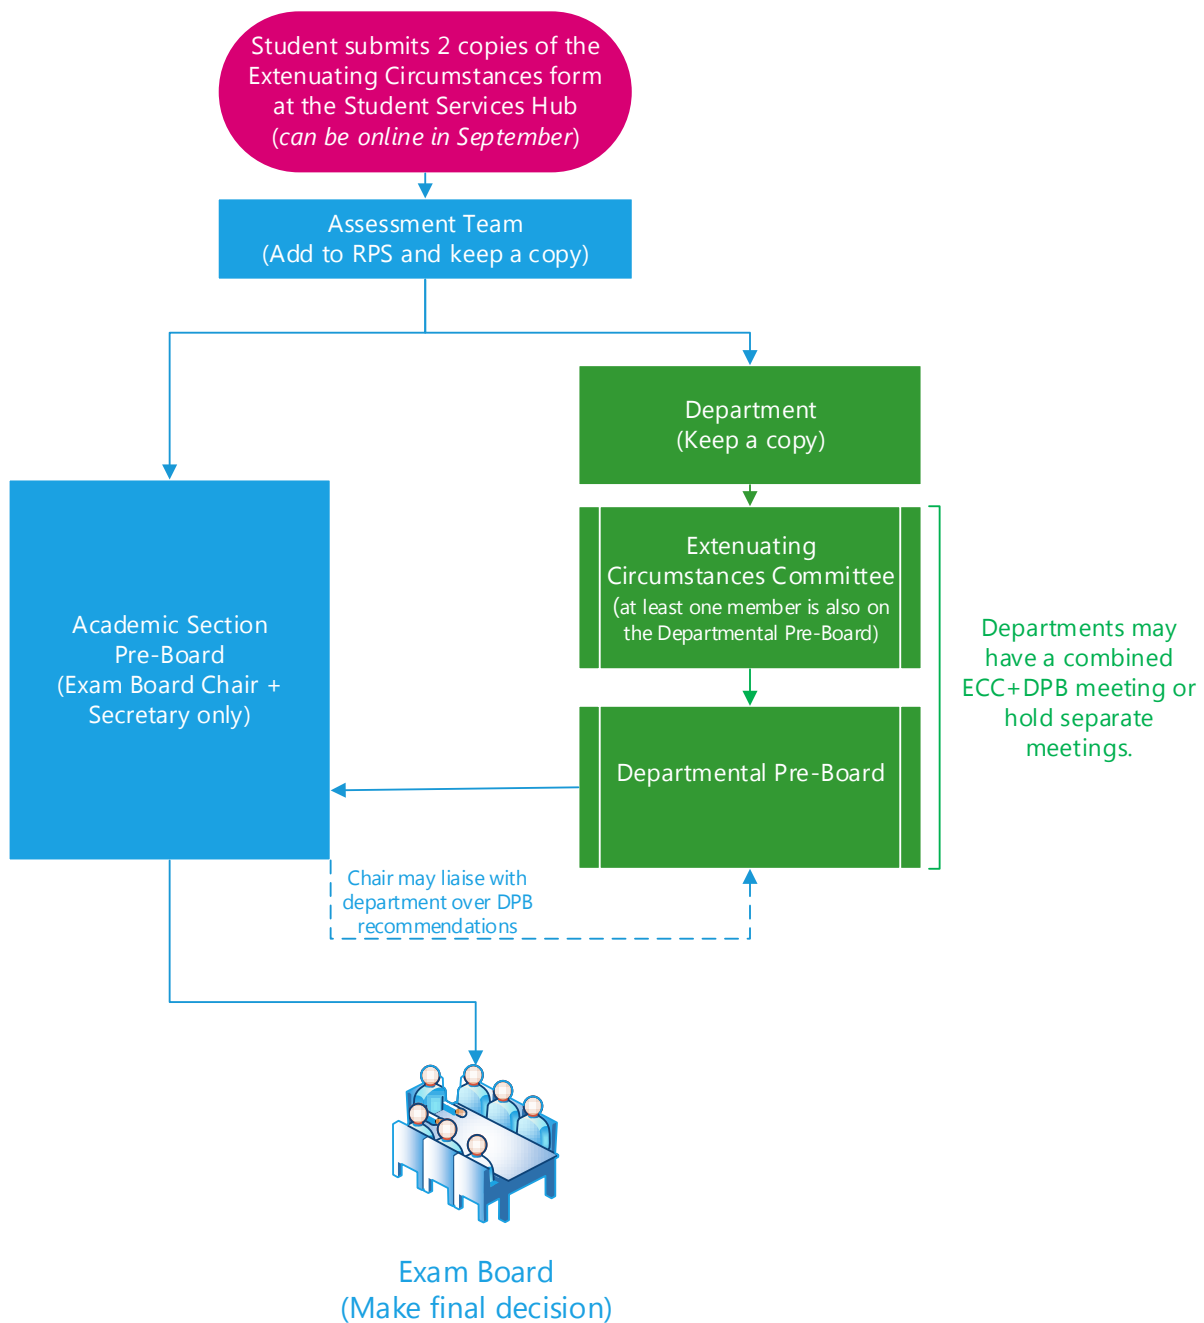 Student submits 2 copies of the
Extenuating Circumstances form
at the Student Services Hub
(can be online in September)
Assessment Team
(Add to RPS and keep a copy)
Department
(Keep a copy)
Extenuating
Circumstances Committee
(at least one member is also on
the Departmental Pre-Board)
Departments may
have a combined
ECC+DPB meeting or
hold separate
meetings.
Academic Section
Pre-Board
(Exam Board Chair +
Secretary only)
Departmental Pre-Board
Chair may liaise with
department over DPB
recommendations
Exam Board
(Make final decision)